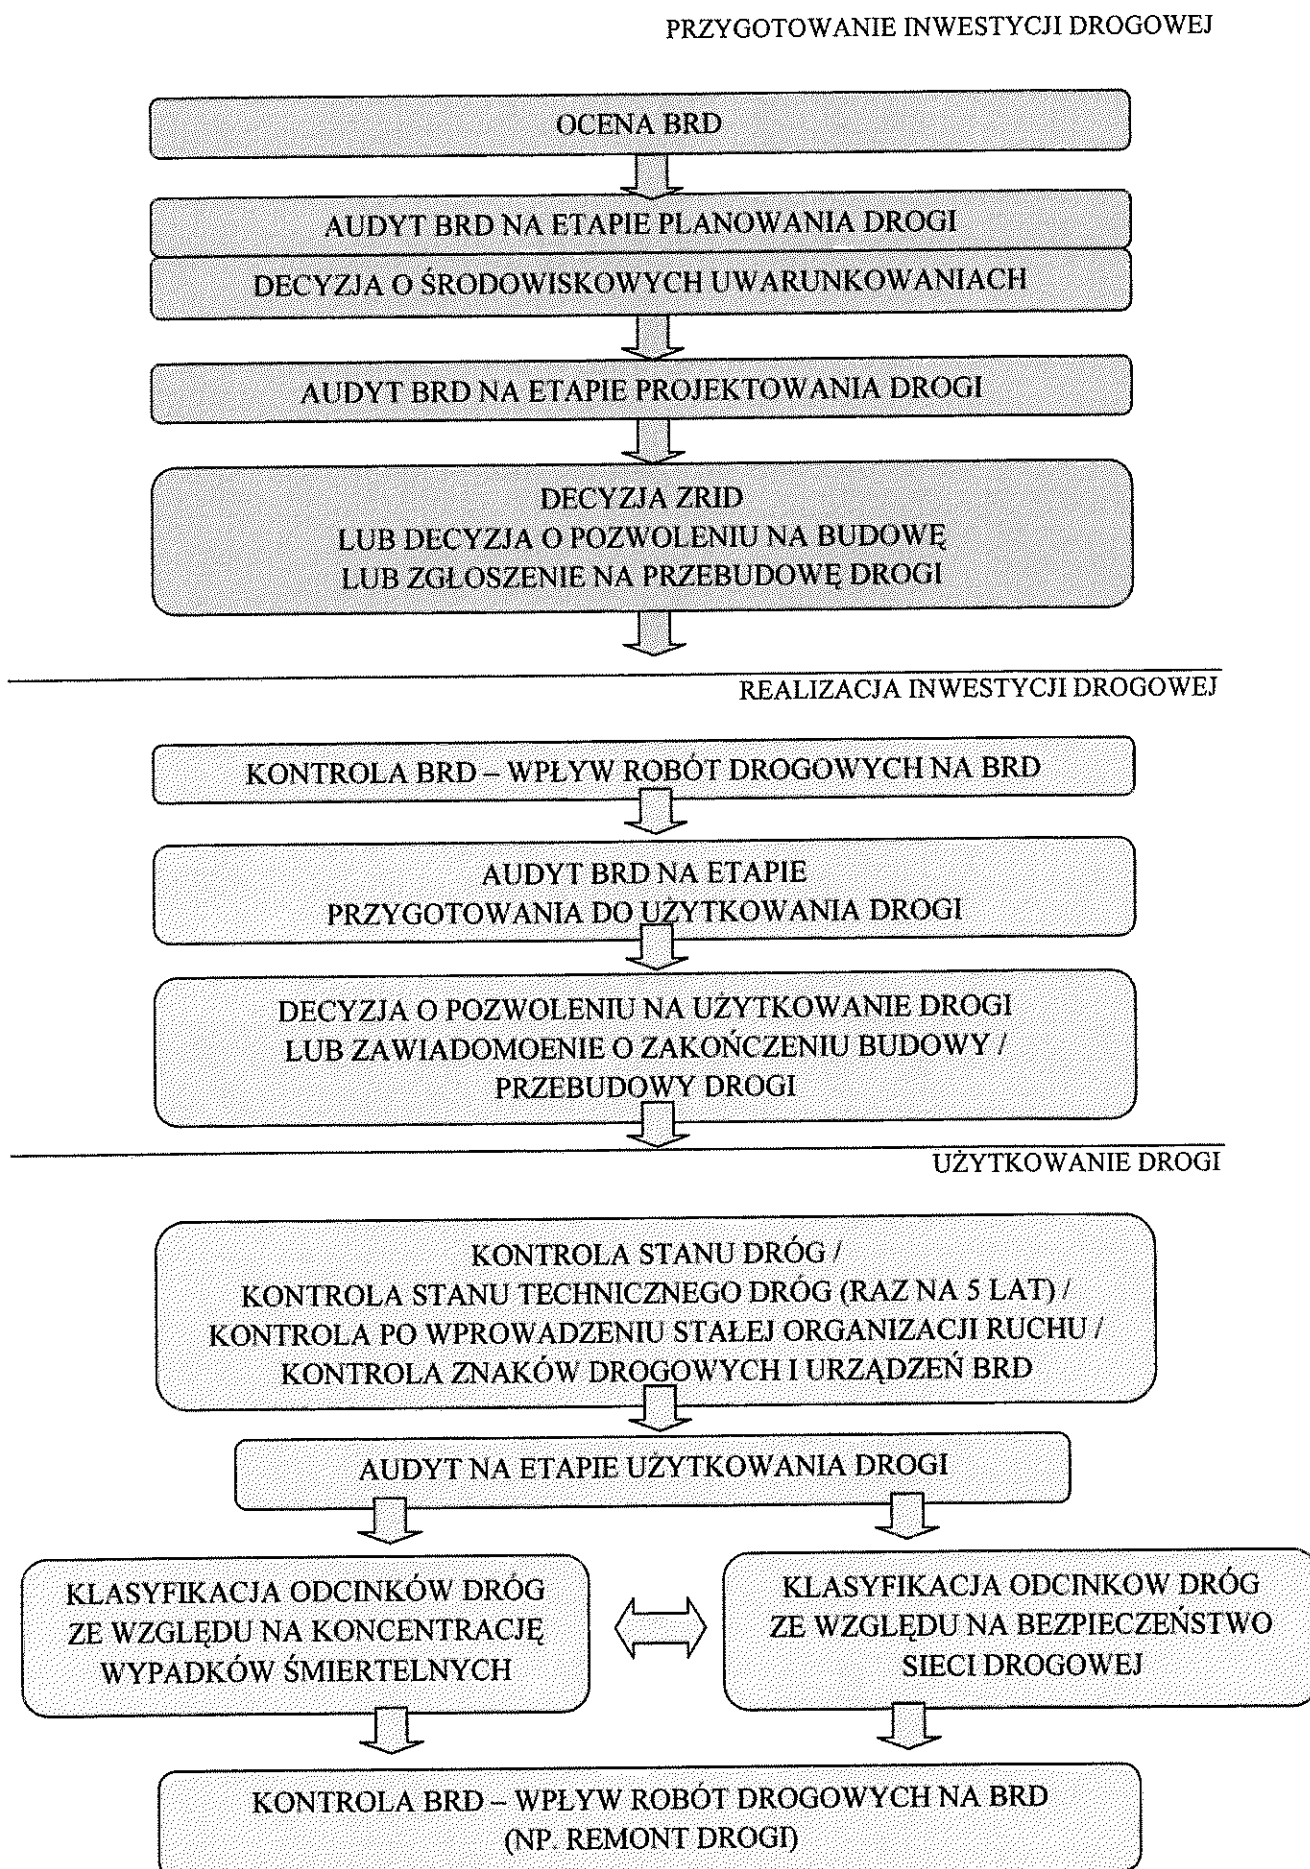 PRZYGOTOWANIE INWESTYCJI DROGOWEJ
OCENA BRD
AUDYT BRD NA ETAPIE PLANOWANIA DROGI
DECYZJA O ŚRODOWISKOWYCH UWARUNKOWANIACH
AUDYT BRD NA ETAPIE PROJEKTOWANIA DROGI
DECYZJA ZRID
LUB DECYZJA O POZWOLENIU NA BUDOWĘ
LUB ZGŁOSZENIE NA PRZEBUDOWĘ DROGI
REALIZACJA INWESTYCJI DROGOWEJ
KONTROLA BRD – WPŁYW ROBÓT DROGOWYCH NA BRD
AUDYT BRD NA ETAPIE
PRZYGOTOWANIA DO UŻYTKOWANIA DROGI
DECYZJA O POZWOLENIU NA UŻYTKOWANIE DROGI
LUB ZAWIADOMOENIE O ZAKOŃCZENIU BUDOWY /
PRZEBUDOWY DROGI
UŻYTKOWANIE DROGI
KONTROLA STANU DRÓG /
KONTROLA STANU TECHNICZNEGO DRÓG (RAZ NA 5 LAT) /
KONTROLA PO WPROWADZENIU STAŁEJ ORGANIZACJI RUCHU /
KONTROLA ZNAKÓW DROGOWYCH I URZĄDZEŃ BRD
AUDYT NA ETAPIE UŻYTKOWANIA DROGI
KLASYFIKACJA ODCINKÓW DRÓG
ZE WZGLĘDU NA KONCENTRACJĘ
WYPADKÓW ŚMIERTELNYCH
KLASYFIKACJA ODCINKOW DRÓG
ZE WZGLĘDU NA BEZPIECZEŃSTWO
SIECI DROGOWEJ
KONTROLA BRD – WPŁYW ROBÓT DROGOWYCH NA BRD
(NP. REMONT DROGI)